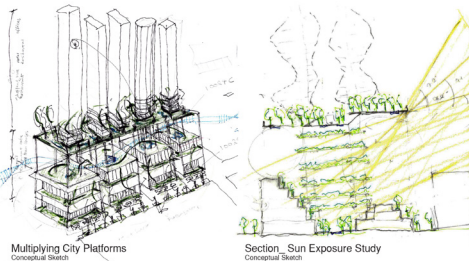 Multiplying City Platforms
Conceptual Sketch
Section_ Sun Exposure Study
Conceptual Sketch